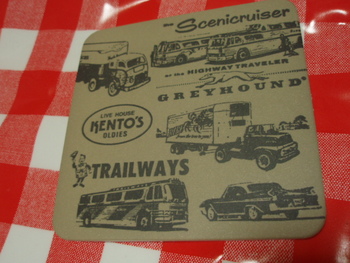 the Scenicruiser
or the HIGHWAY TRAVELER
GREYHOUND
LIVE HOUSE
KENTO'S
OLDIES
TRAILWAYS